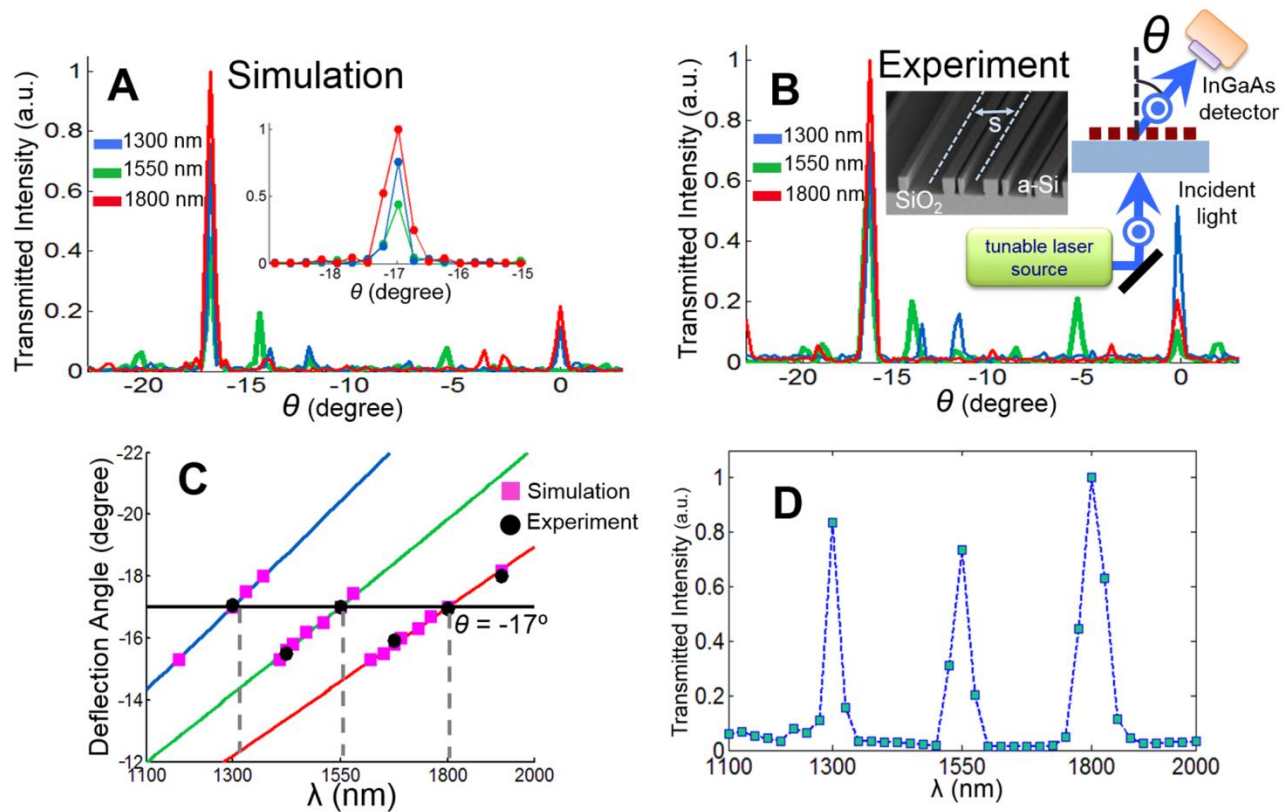 A
Simulation
Transmitted Intensity (a.u.)
1
0.8
0.6
0.4
0.2
0
1300 nm
1550 nm
1800 nm
1
0.5
0
-18
-17
-16
-15
θ (degree)
-20
-15
-10
-5
0
θ (degree)
B
Experiment
Transmitted Intensity (a.u.)
1
0.8
0.6
0.4
0.2
0
1300 nm
1550 nm
1800 nm
s
a-Si
SiO2
θ
InGaAs
detector
Incident
light
tunable laser
source
-20
-15
-10
-5
0
θ (degree)
C
Deflection Angle (degree)
-22
-20
-18
-16
-14
-12
Simulation
Experiment
θ = -17º
1100
1300
1550
1800
2000
λ (nm)
D
Transmitted Intensity (a.u.)
1
0.8
0.6
0.4
0.2
0
1100
1300
1550
1800
2000
λ (nm)